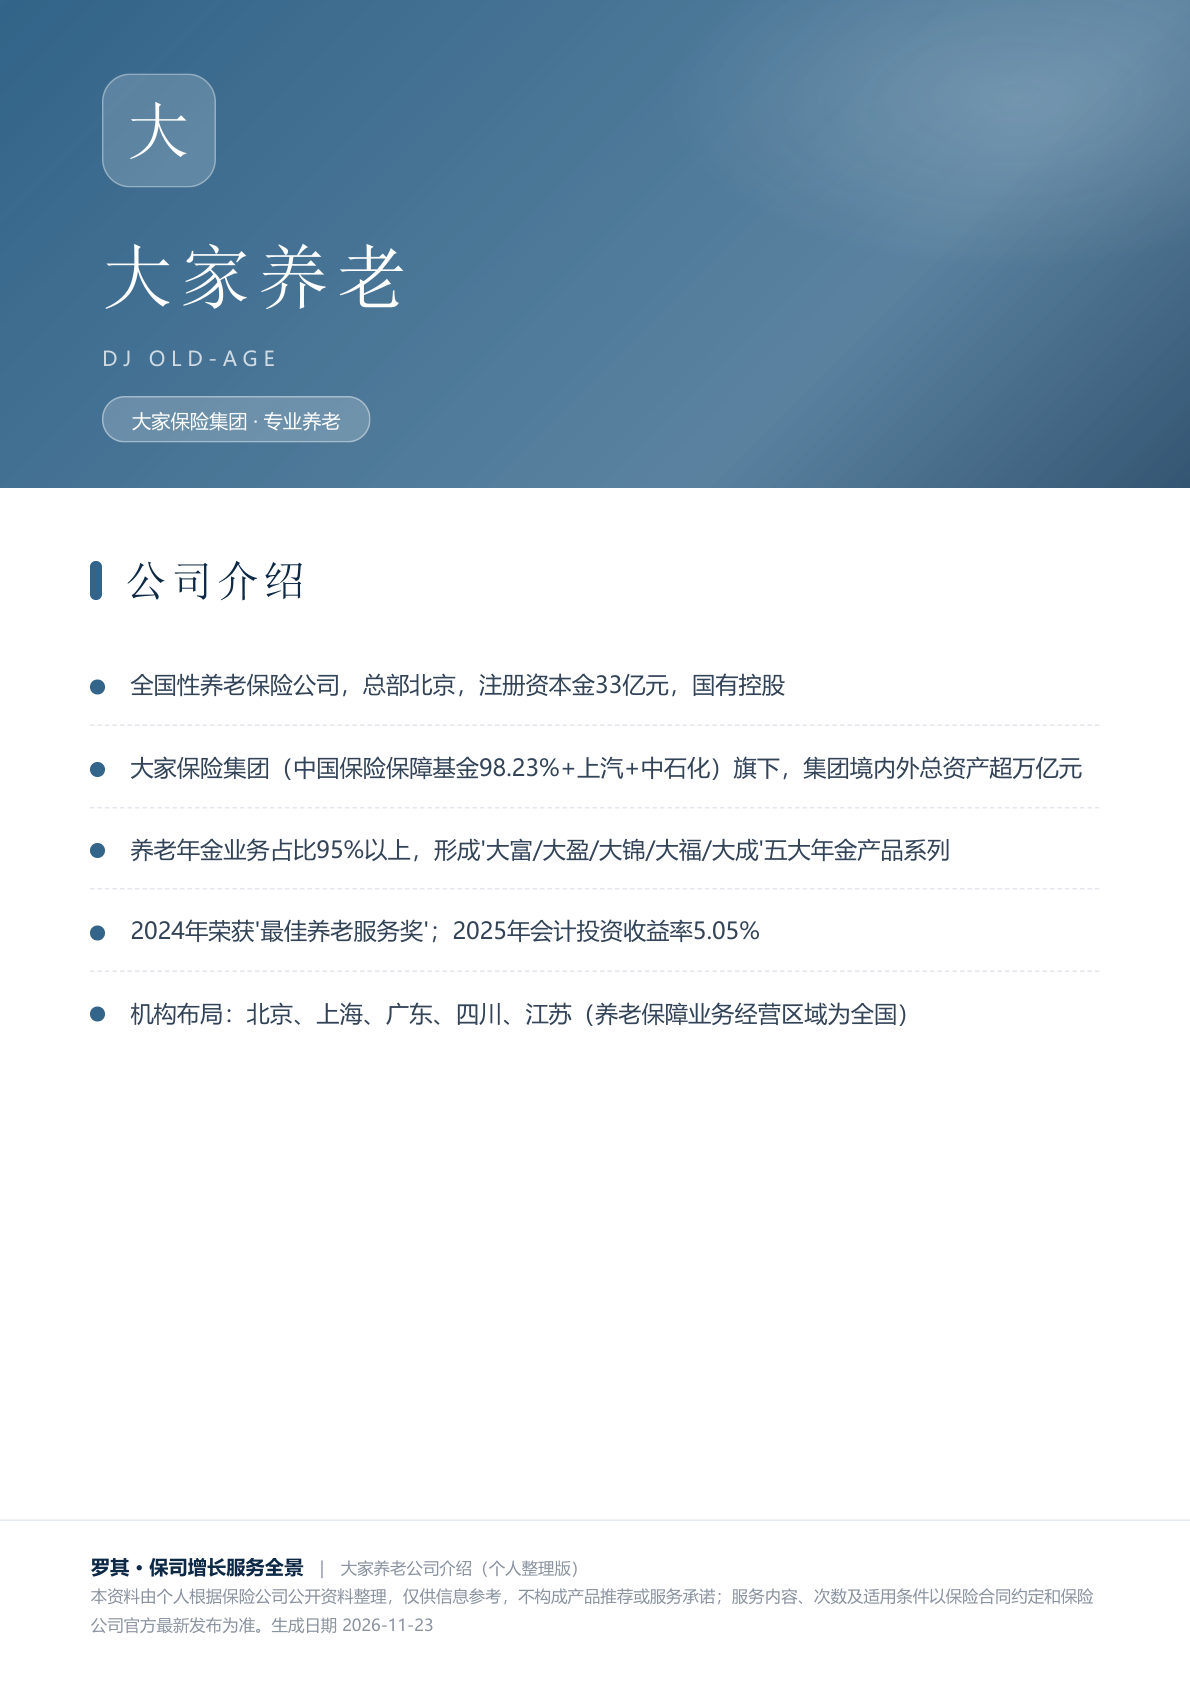 大
大家养老
DJ OLD-AGE
大家保险集团 · 专业养老
公司介绍
全国性养老保险公司，总部北京，注册资本金33亿元，国有控股
大家保险集团（中国保险保障基金98.23%+上汽+中石化）旗下，集团境内外总资产超万亿元
养老年金业务占比95%以上，形成'大富/大盈/大锦/大福/大成'五大年金产品系列
2024年荣获'最佳养老服务奖'；2025年会计投资收益率5.05%
机构布局：北京、上海、广东、四川、江苏（养老保障业务经营区域为全国）
罗其 • 保司增长服务全景 | 大家养老公司介绍（个人整理版）
本资料由个人根据保险公司公开资料整理，仅供信息参考，不构成产品推荐或服务承诺；服务内容、次数及适用条件以保险合同约定和保险
公司官方最新发布为准。生成日期 2026-11-23